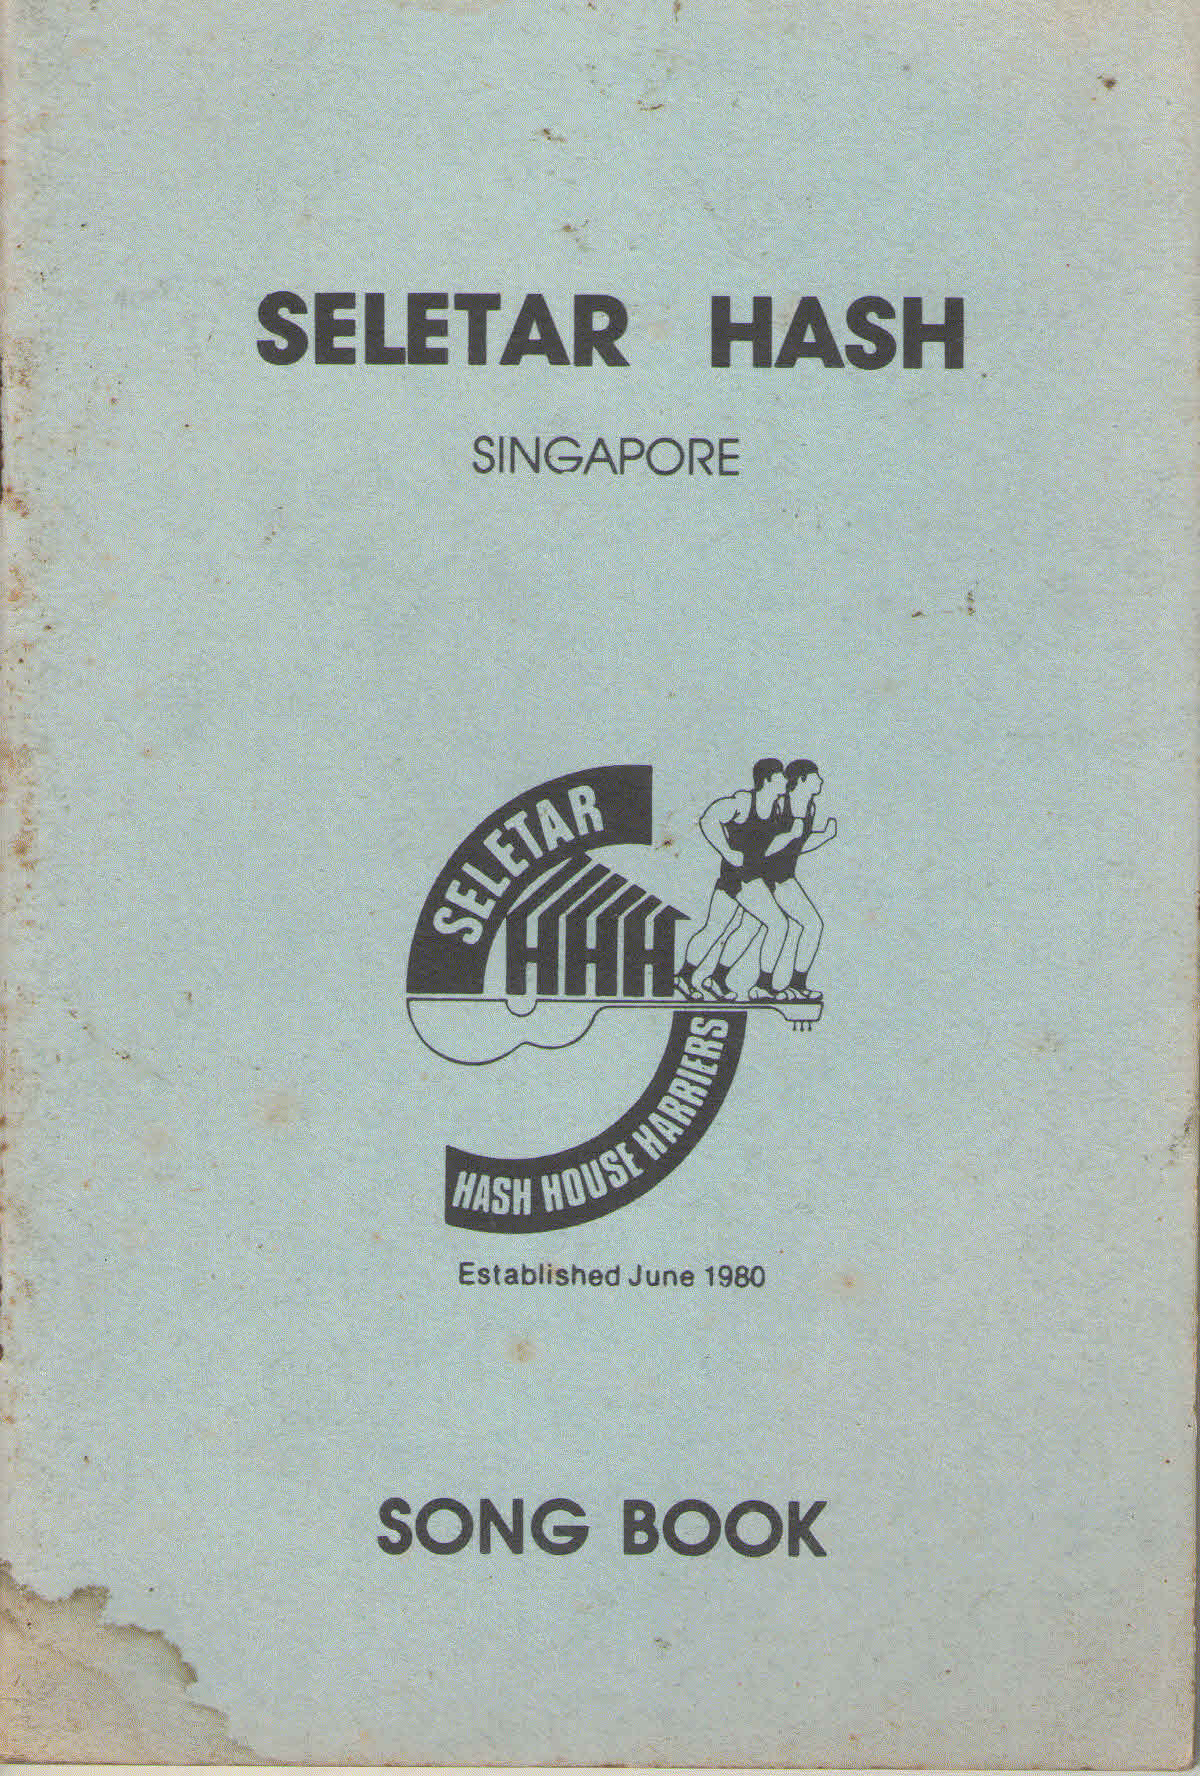 SELETAR HASH
SINGAPORE
SELETAR
HHH
HASH HOUSE HARRIERS
Established June 1980
SONG BOOK